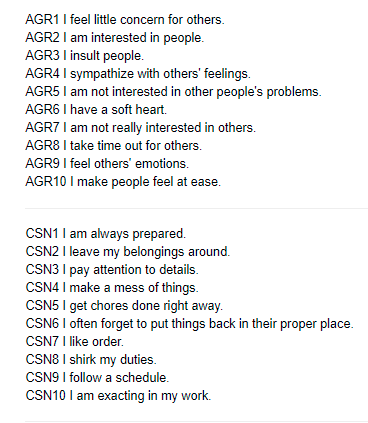 AGR1 I feel little concern for others.
AGR2 I am interested in people.
AGR3 I insult people.
AGR4 I sympathize with others' feelings.
AGR5 I am not interested in other people's problems.
AGR6 I have a soft heart.
AGR7 I am not really interested in others.
AGR8 I take time out for others.
AGR9 I feel others' emotions.
AGR10 I make people feel at ease.
CSN1 I am always prepared.
CSN2 I leave my belongings around.
CSN3 I pay attention to details.
CSN4 I make a mess of things.
CSN5 I get chores done right away.
CSN6 I often forget to put things back in their proper place.
CSN7 I like order.
CSN8 I shirk my duties.
CSN9 I follow a schedule.
CSN10 I am exacting in my work.